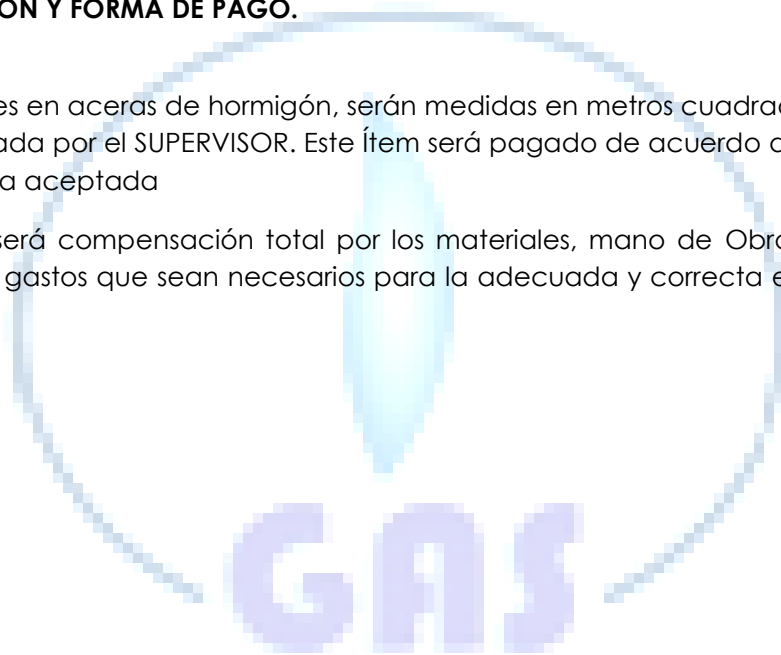 ÓN Y FORMA DE PAGO.
es en aceras de hormigón, serán medidas en metros cuadrad
ada por el SUPERVISOR. Este Ítem será pagado de acuerdo a
a aceptada
será compensación total por los materiales, mano de Obra
gastos que sean necesarios para la adecuada y correcta e
GAS